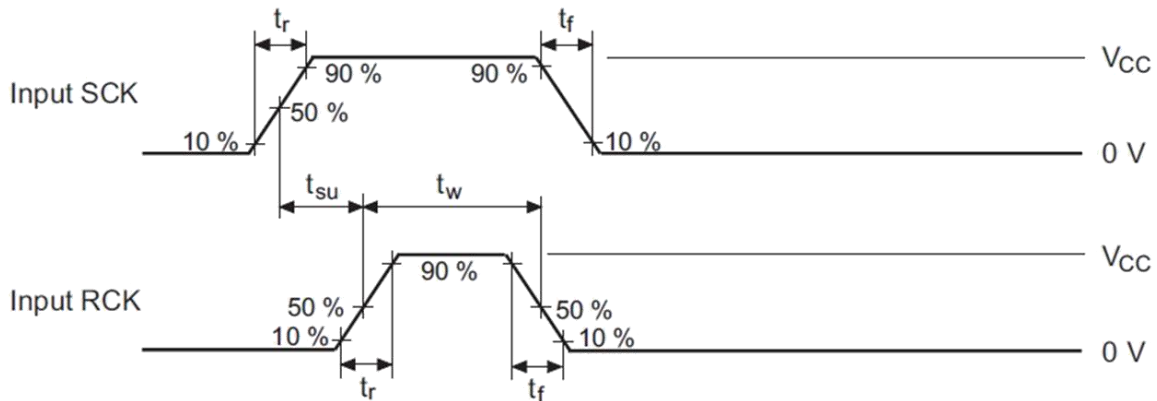 tr
tf
90 %
90 %
VCC
Input SCK
50 %
10 %
10 %
0 V
tsu
tw
90 %
VCC
Input RCK
50 %
50 %
10 %
10 %
0 V
tr
tf